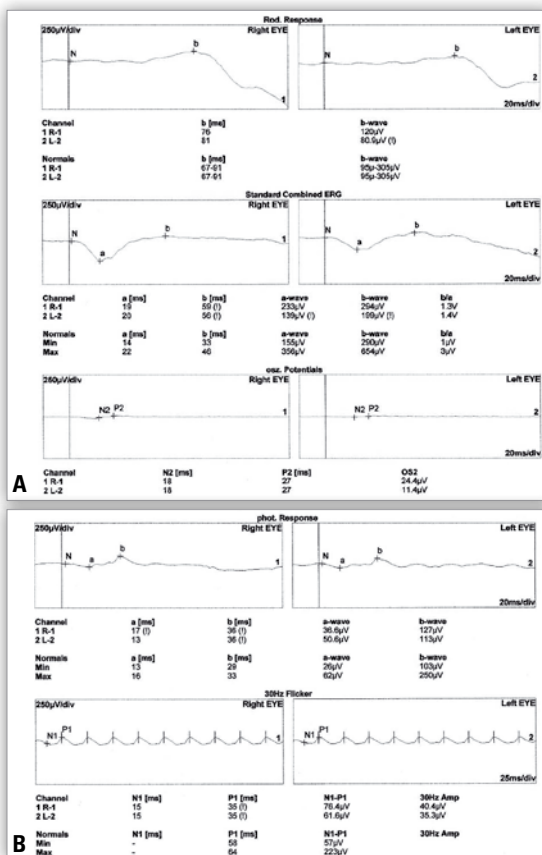 Rod. Response
250µV/div Right EYE Left EYE
N b 1 N b 2
20ms/div
Channel b [ms] b-wave
1 R-1 76 120µV
2 L-2 81 80.9µV (!)
Normals b [ms] b-wave
1 R-1 67-91 95µ-305µV
2 L-2 67-91 95µ-305µV
Standard Combined ERG
250µV/div Right EYE Left EYE
N a b 1 N a b 2
20ms/div
Channel a [ms] b [ms] a-wave b-wave b/a
1 R-1 19 59 (!) 233µV 294µV 1.3V
2 L-2 20 56 (!) 139µV (!) 199µV (!) 1.4V
Normals a [ms] b [ms] a-wave b-wave b/a
Min 14 33 155µV 290µV 1µV
Max 22 46 356µV 654µV 3µV
osz. Potentials
250µV/div Right EYE Left EYE
N2 P2 1 N2 P2 2
20ms/div
A
Channel N2 [ms] P2 [ms] OS2
1 R-1 18 27 24.4µV
2 L-2 18 27 11.4µV
phot. Response
250µV/div Right EYE Left EYE
N a b 1 N a b 2
20ms/div
Channel a [ms] b [ms] a-wave b-wave
1 R-1 17 (!) 36 (!) 36.6µV 127µV
2 L-2 13 36 (!) 50.6µV 113µV
Normals a [ms] b [ms] a-wave b-wave
Min 13 29 26µV 103µV
Max 16 33 62µV 250µV
30Hz Flicker
250µV/div Right EYE Left EYE
N1 P1 1 N1 P1 2
25ms/div
Channel N1 [ms] P1 [ms] N1-P1 30Hz Amp
1 R-1 15 35 (!) 78.4µV 40.4µV
2 L-2 15 35 (!) 61.6µV 35.3µV
B
Normals N1 [ms] P1 [ms] N1-P1 30Hz Amp
Min - 58 57µV
Max - 64 223µV